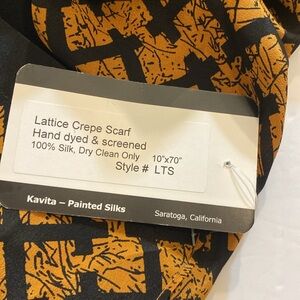 Lattice Crepe Scarf
Hand dyed & screened
100% Silk, Dry Clean Only 10"x70"
Style # LTS
Kavita – Painted Silks
Saratoga, California